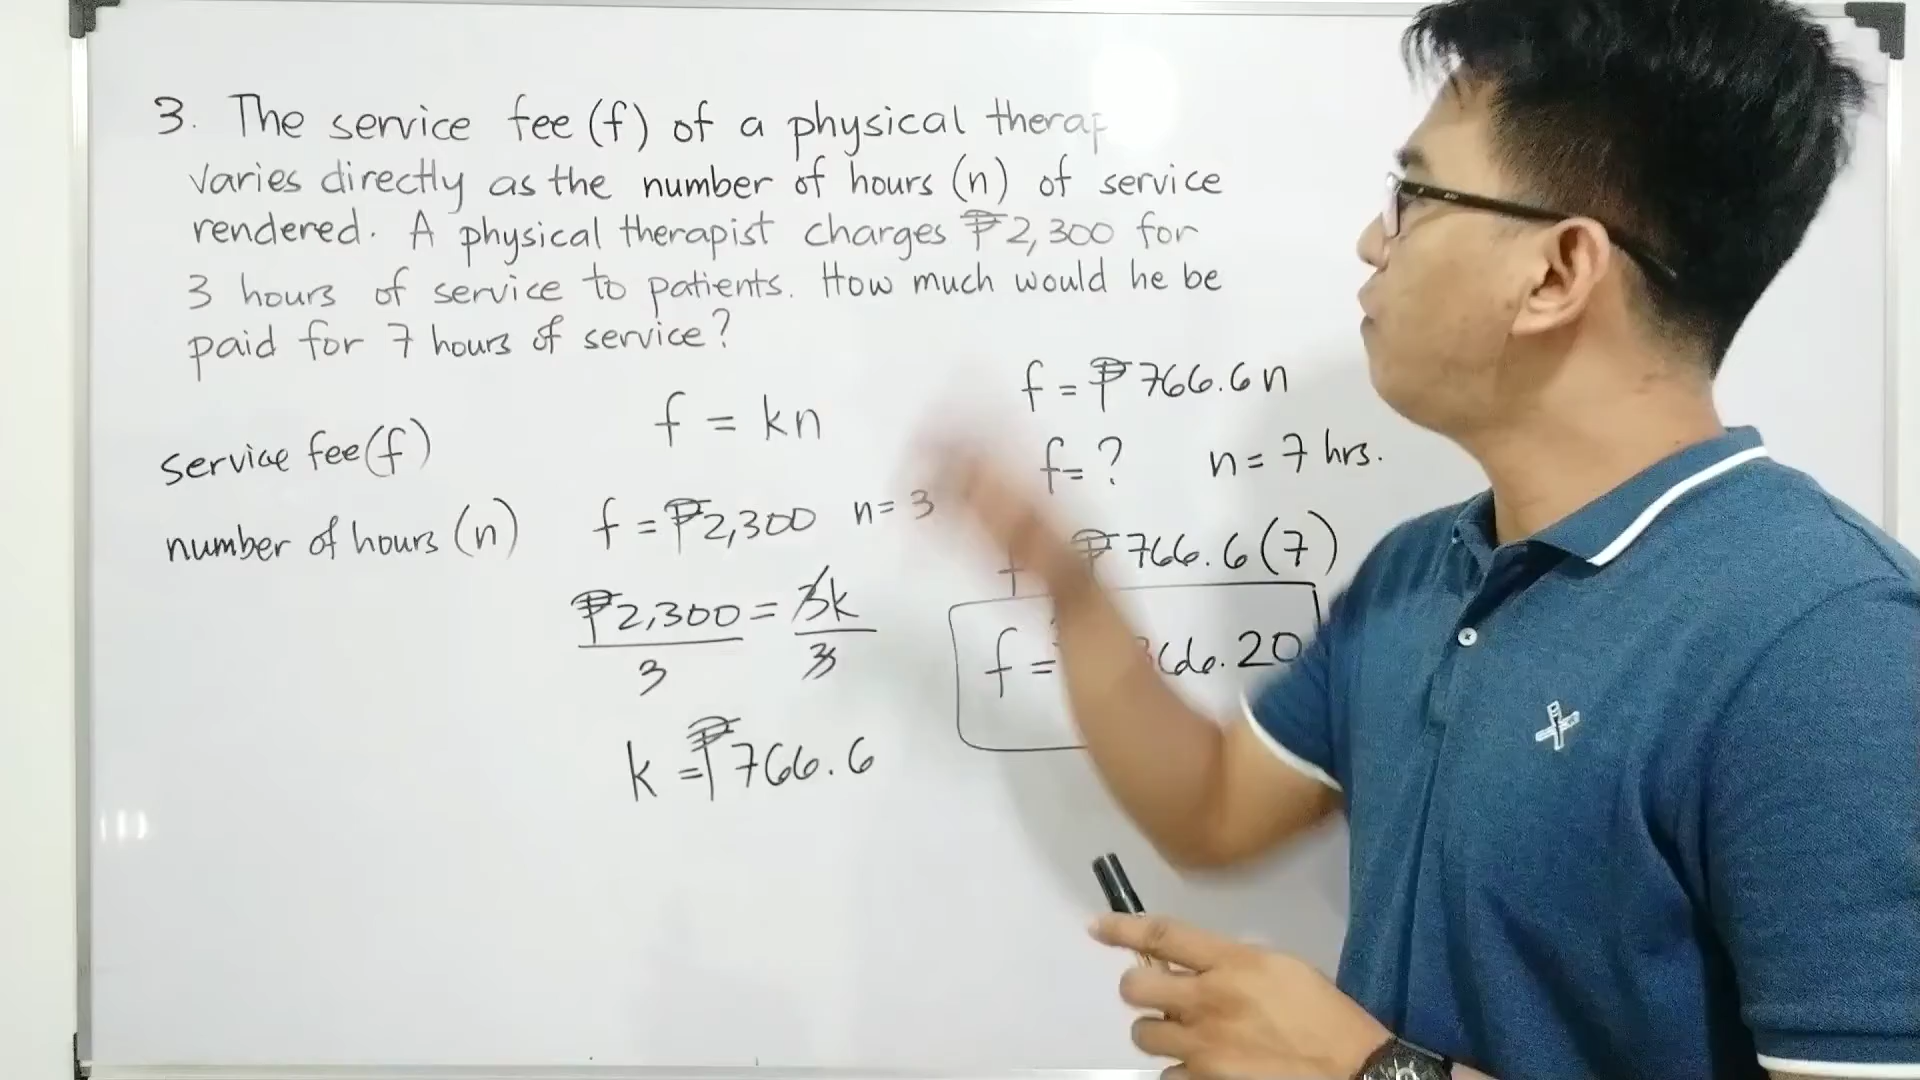 3. The service fee (f) of a physical
varies directly as the number of hours (n) of service
rendered. A physical therapist charges ₱2,300 for
3 hours of service to patients. How much would he be
paid for 7 hours of service?
service fee (f)
number of hours (n)
f = kn
f = ₱2,300 n = 3
₱2,300 = 3k
3 3
k = ₱766.6
f = ₱766.6n
f = ? n = 7 hrs.
₱766.6 (7)
f =